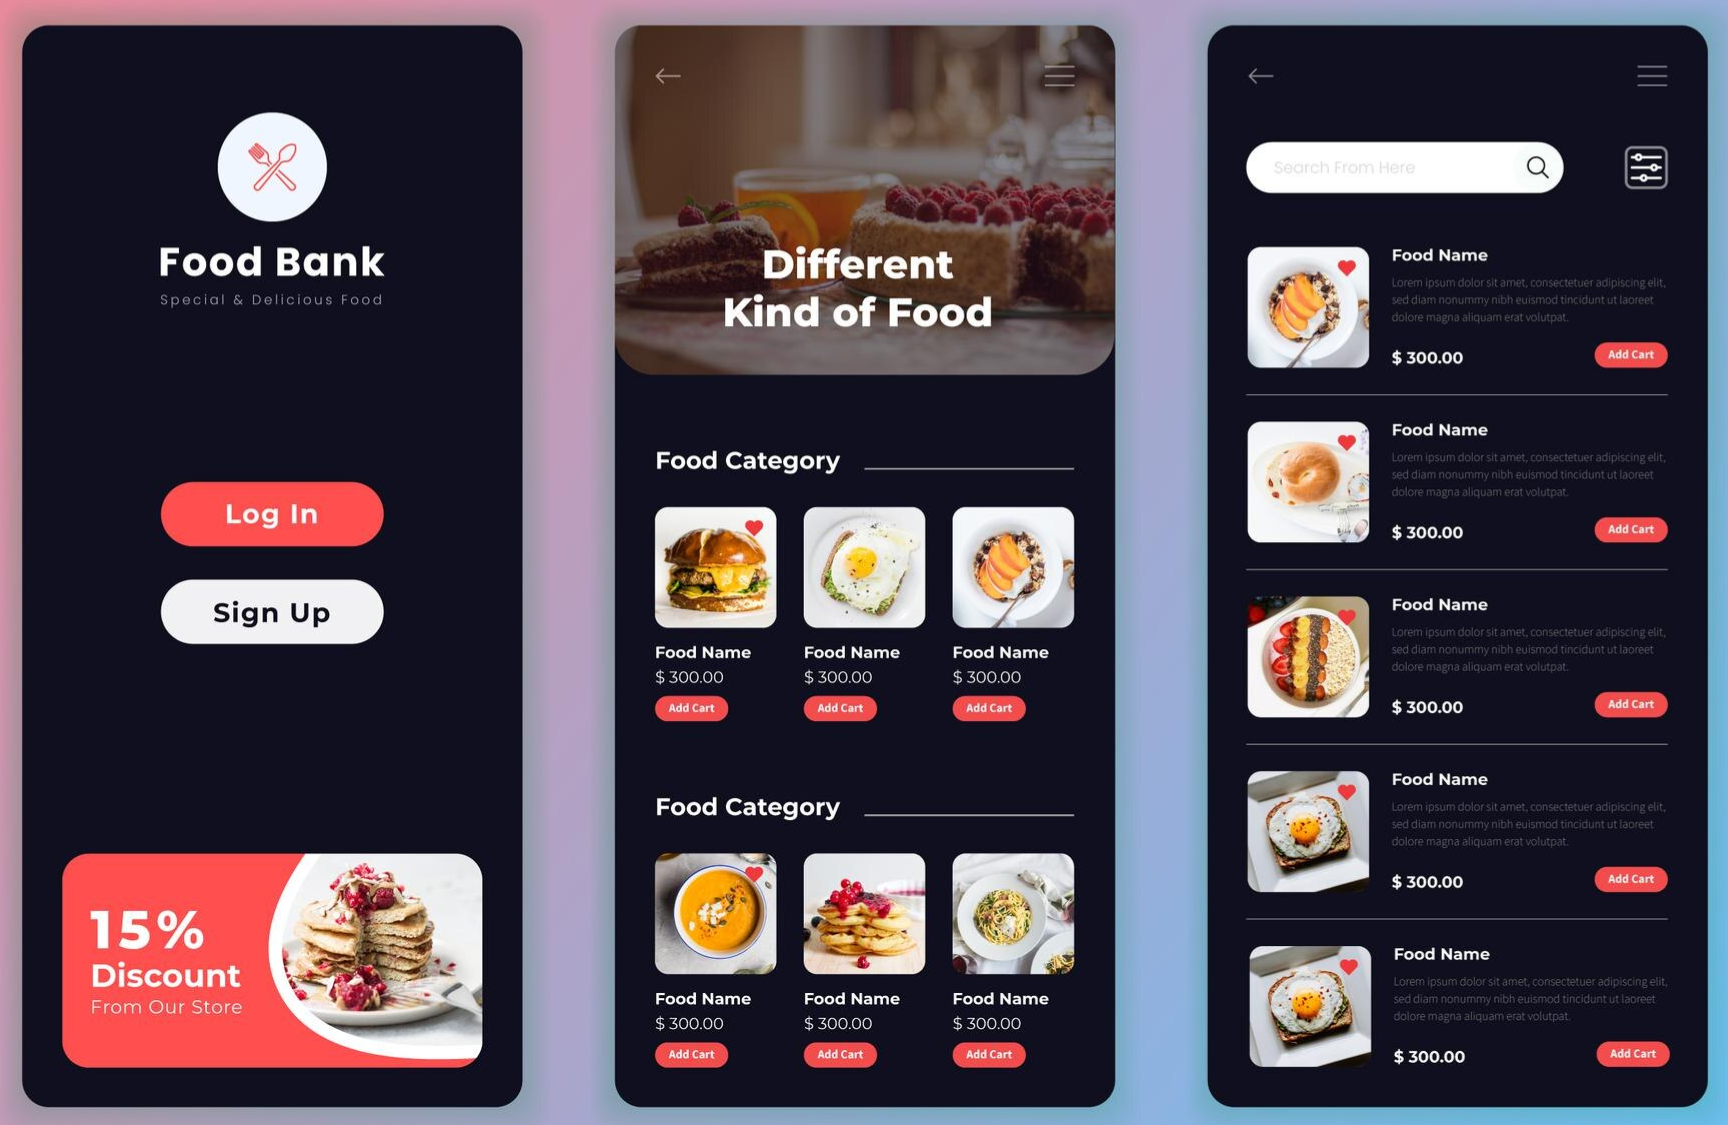 Food Bank
Special & Delicious Food
Log In
Sign Up
15%
Discount
From Our Store
Different
Kind of Food
Food Category
Food Name
$ 300.00
Add Cart
Food Name
$ 300.00
Add Cart
Food Name
$ 300.00
Add Cart
Food Category
Food Name
$ 300.00
Add Cart
Food Name
$ 300.00
Add Cart
Food Name
$ 300.00
Add Cart
Search From Here
Food Name
Lorem ipsum dolor sit amet, consectetuer adipiscing elit,
sed diam nonummy nibh euismod tincidunt ut laoreet
dolore magna aliquam erat volutpat.
$ 300.00
Add Cart
Food Name
Lorem ipsum dolor sit amet, consectetuer adipiscing elit,
sed diam nonummy nibh euismod tincidunt ut laoreet
dolore magna aliquam erat volutpat.
$ 300.00
Add Cart
Food Name
Lorem ipsum dolor sit amet, consectetuer adipiscing elit,
sed diam nonummy nibh euismod tincidunt ut laoreet
dolore magna aliquam erat volutpat.
$ 300.00
Add Cart
Food Name
Lorem ipsum dolor sit amet, consectetuer adipiscing elit,
sed diam nonummy nibh euismod tincidunt ut laoreet
dolore magna aliquam erat volutpat.
$ 300.00
Add Cart
Food Name
Lorem ipsum dolor sit amet, consectetuer adipiscing elit,
sed diam nonummy nibh euismod tincidunt ut laoreet
dolore magna aliquam erat volutpat.
$ 300.00
Add Cart